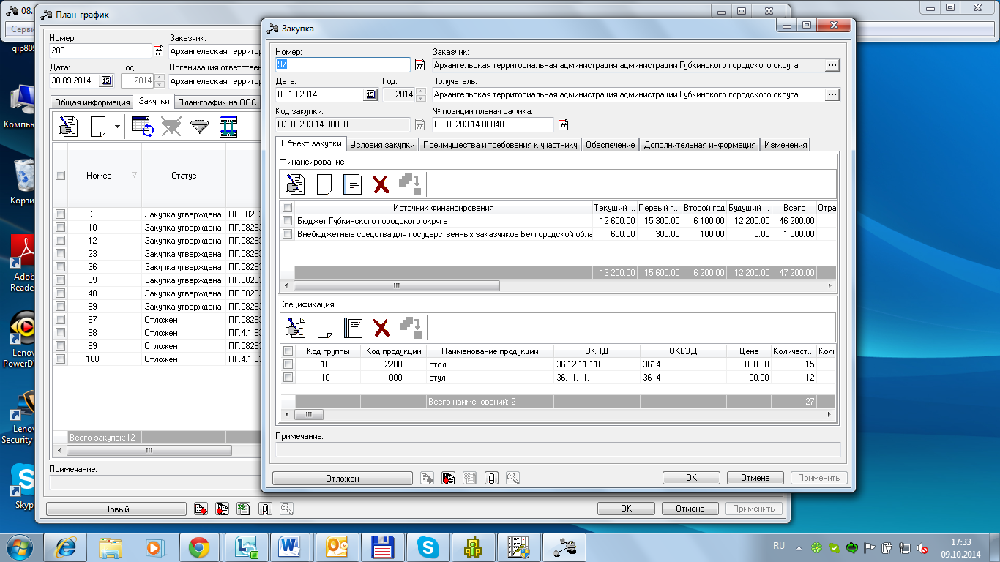 08.
План-график
Серви
Номер:
Заказчик:
280
Архангельская территор
Дата:
Год:
Организация ответствен
30.09.2014
15
2014
Архангельская территор
Общая информация
Закупки
План-график на ООС
Номер
Статус
3 Закупка утверждена ПГ.08283
10 Закупка утверждена ПГ.08283
12 Закупка утверждена ПГ.08283
23 Закупка утверждена ПГ.08283
36 Закупка утверждена ПГ.08283
39 Закупка утверждена ПГ.08283
40 Закупка утверждена ПГ.08283
89 Закупка утверждена ПГ.08283
97 Отложен ПГ.08283
98 Отложен ПГ.4.1.93
99 Отложен ПГ.08283
100 Отложен ПГ.4.1.93
Всего закупок:12
Примечание:
Новый
ОК
Отмена
Применить
Закупка
Номер:
Заказчик:
97
Архангельская территориальная администрация администрации Губкинского городского округа
...
Дата:
Год:
Получатель:
08.10.2014
15
2014
Архангельская территориальная администрация администрации Губкинского городского округа
...
Код закупки:
№ позиции плана-графика:
ПЗ.08283.14.00008
ПГ.08283.14.00048
Объект закупки
Условия закупки
Преимущества и требования к участнику
Обеспечение
Дополнительная информация
Изменения
Финансирование
Источник финансирования Текущий ... Первый г... Второй год Будущий ... Всего Отра
Бюджет Губкинского городского округа 12 600.00 15 300.00 6 100.00 12 200.00 46 200.00
Внебюджетные средства для государственных заказчиков Белгородской обла 600.00 300.00 100.00 0.00 1 000.00
13 200.00 15 600.00 6 200.00 12 200.00 47 200.00
Спецификация
Код группы Код продукции Наименование продукции ОКПД ОКВЭД Цена Количест... Коли
10 2200 стол 36.12.11.110 3614 3 000.00 15
10 1000 стул 36.11.11. 3614 100.00 12
Всего наименований: 2 27
Примечание:
Отложен
ОК
Отмена
Применить
qip809
Компью
Корзи
Adob
Reade
Lenov
PowerDV
Lenov
Security
Skyp
RU
17:33
09.10.2014